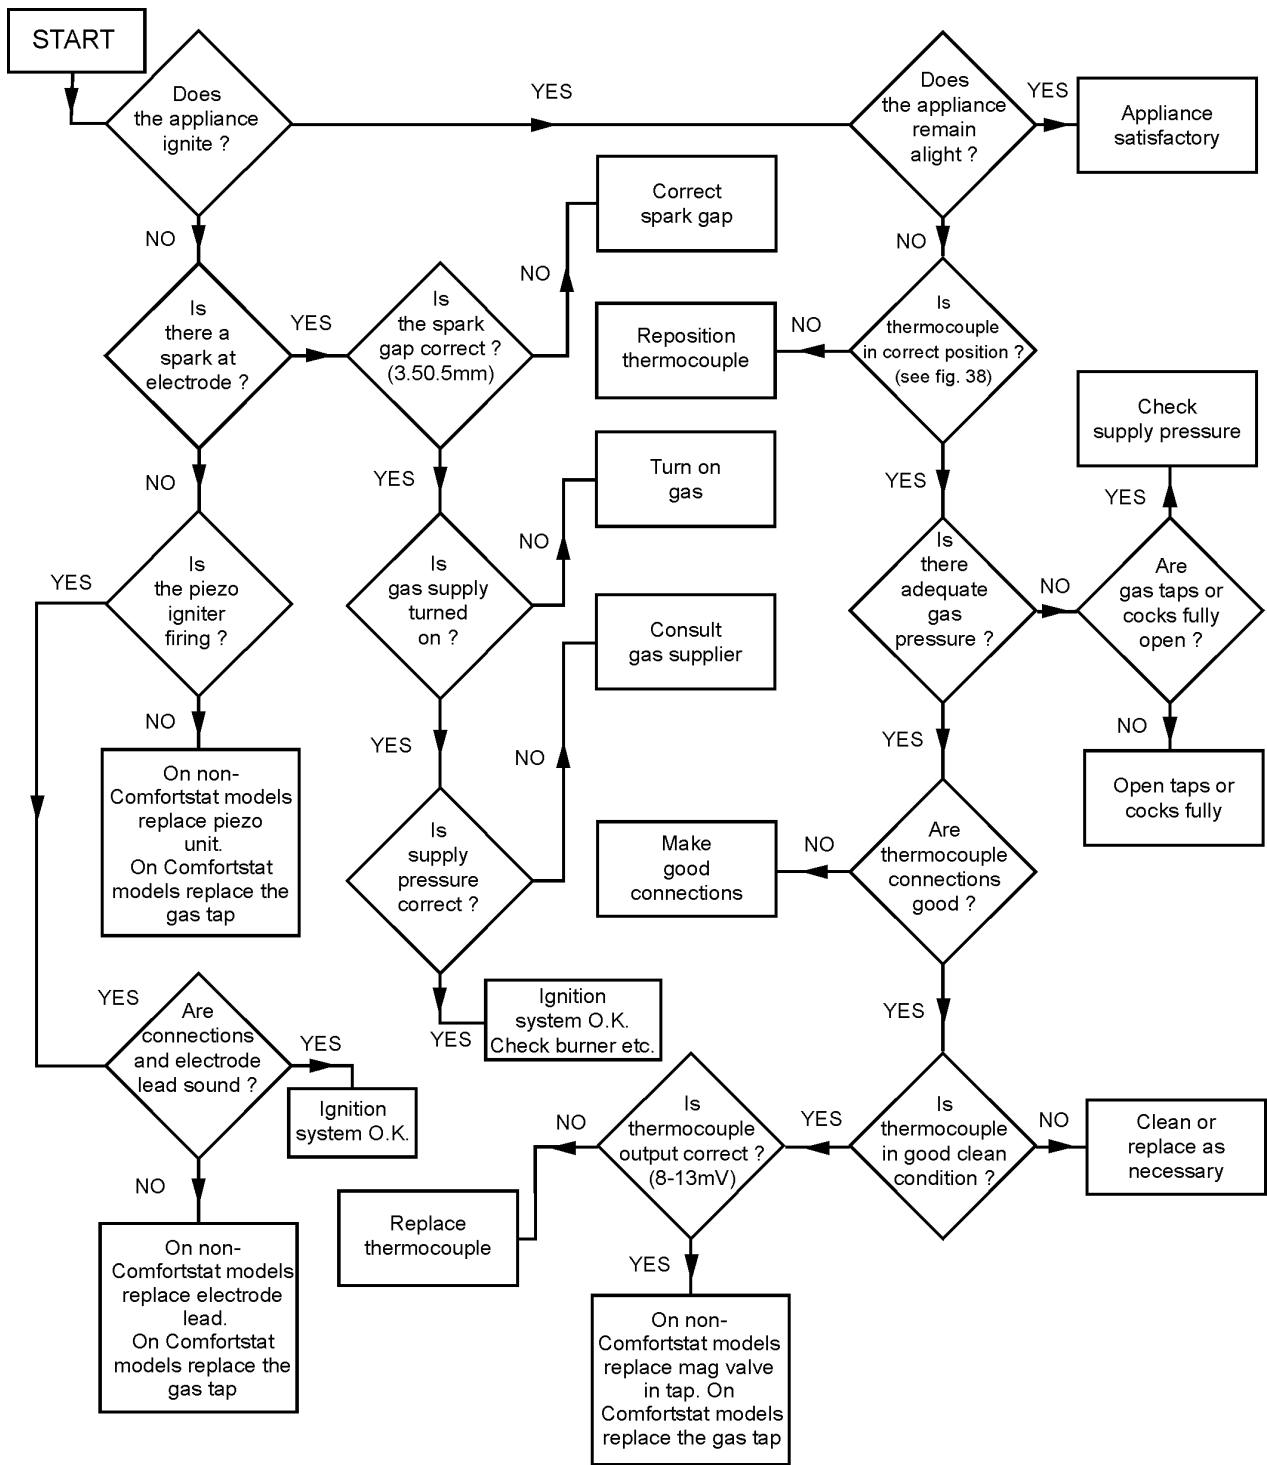 START
Does
the appliance
ignite ?
YES
Does
the appliance
remain
alight ?
YES
Appliance
satisfactory
NO
Correct
spark gap
NO
NO
Is
there a
spark at
electrode ?
YES
Is
the spark
gap correct ?
(3.50.5mm)
Reposition
thermocouple
NO
Is
thermocouple
in correct position ?
(see fig. 38)
Check
supply pressure
NO
YES
Turn on
gas
NO
YES
YES
YES
Is
the piezo
igniter
firing ?
Is
gas supply
turned
on ?
Is
there
adequate
gas
pressure ?
NO
Are
gas taps or
cocks fully
open ?
Consult
gas supplier
NO
NO
YES
NO
YES
On non-
Comfortstat models
replace piezo
unit.
On Comfortstat
models replace the
gas tap
Is
supply
pressure
correct ?
Make
good
connections
NO
Are
thermocouple
connections
good ?
Open taps or
cocks fully
YES
Are
connections
and electrode
lead sound ?
YES
Ignition
system O.K.
YES
Ignition
system O.K.
Check burner etc.
YES
NO
Is
thermocouple
output correct ?
(8-13mV)
YES
Is
thermocouple
in good clean
condition ?
NO
Clean or
replace as
necessary
NO
Replace
thermocouple
YES
On non-
Comfortstat models
replace electrode
lead.
On Comfortstat
models replace the
gas tap
On non-
Comfortstat models
replace mag valve
in tap. On
Comfortstat models
replace the gas tap